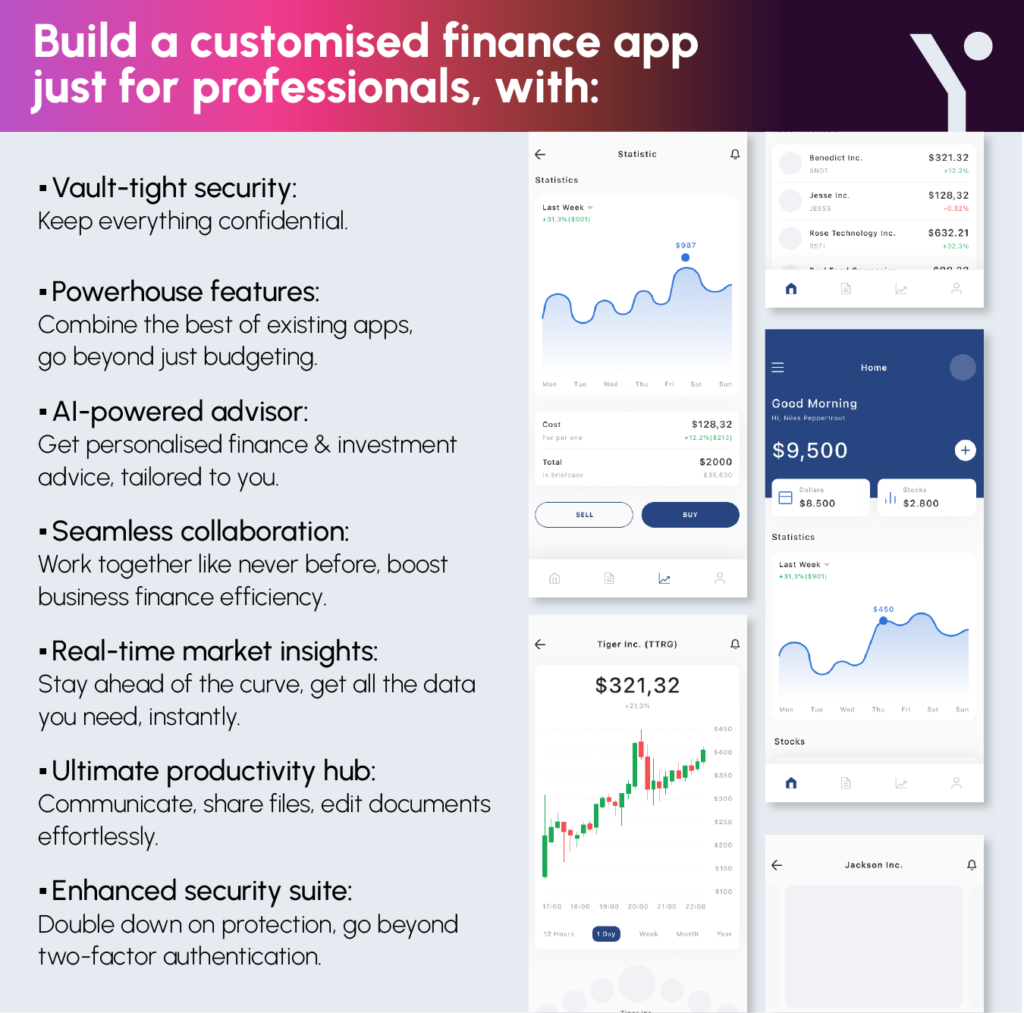 Build a customised finance app
just for professionals, with:
▪ Vault-tight security:
Keep everything confidential.
▪ Powerhouse features:
Combine the best of existing apps,
go beyond just budgeting.
▪ AI-powered advisor:
Get personalised finance & investment
advice, tailored to you.
▪ Seamless collaboration:
Work together like never before, boost
business finance efficiency.
▪ Real-time market insights:
Stay ahead of the curve, get all the data
you need, instantly.
▪ Ultimate productivity hub:
Communicate, share files, edit documents
effortlessly.
▪ Enhanced security suite:
Double down on protection, go beyond
two-factor authentication.
Statistic
Statistics
Last Week
+31,3%($901)
$987
Mon Tue Wed Thu Fri Sat Sun
Cost $128,32
For per one +12.2%($213)
Total $2000
In briefcase $35,530
SELL BUY
Tiger Inc. (TTRG)
$321,32
+21.3%
$450
$400
$350
$300
$250
$200
$150
$100
17:00 18:00 19:00 20:00 21:00 22:00
12 Hours 1 Day Week Month Year
Benedict Inc. $321.32
BNDT +12.2%
Jesse Inc. $128,32
JESSS -0.32%
Rose Technology Inc. $632.21
RSTI +32.3%
Home
Good Morning
Hi, Niles Peppertrout
$9,500
Dollars
$8.500
Stocks
$2.800
Statistics
Last Week
+31,3%($901)
$450
Mon Tue Wed Thu Fri Sat Sun
Stocks
Jackson Inc.